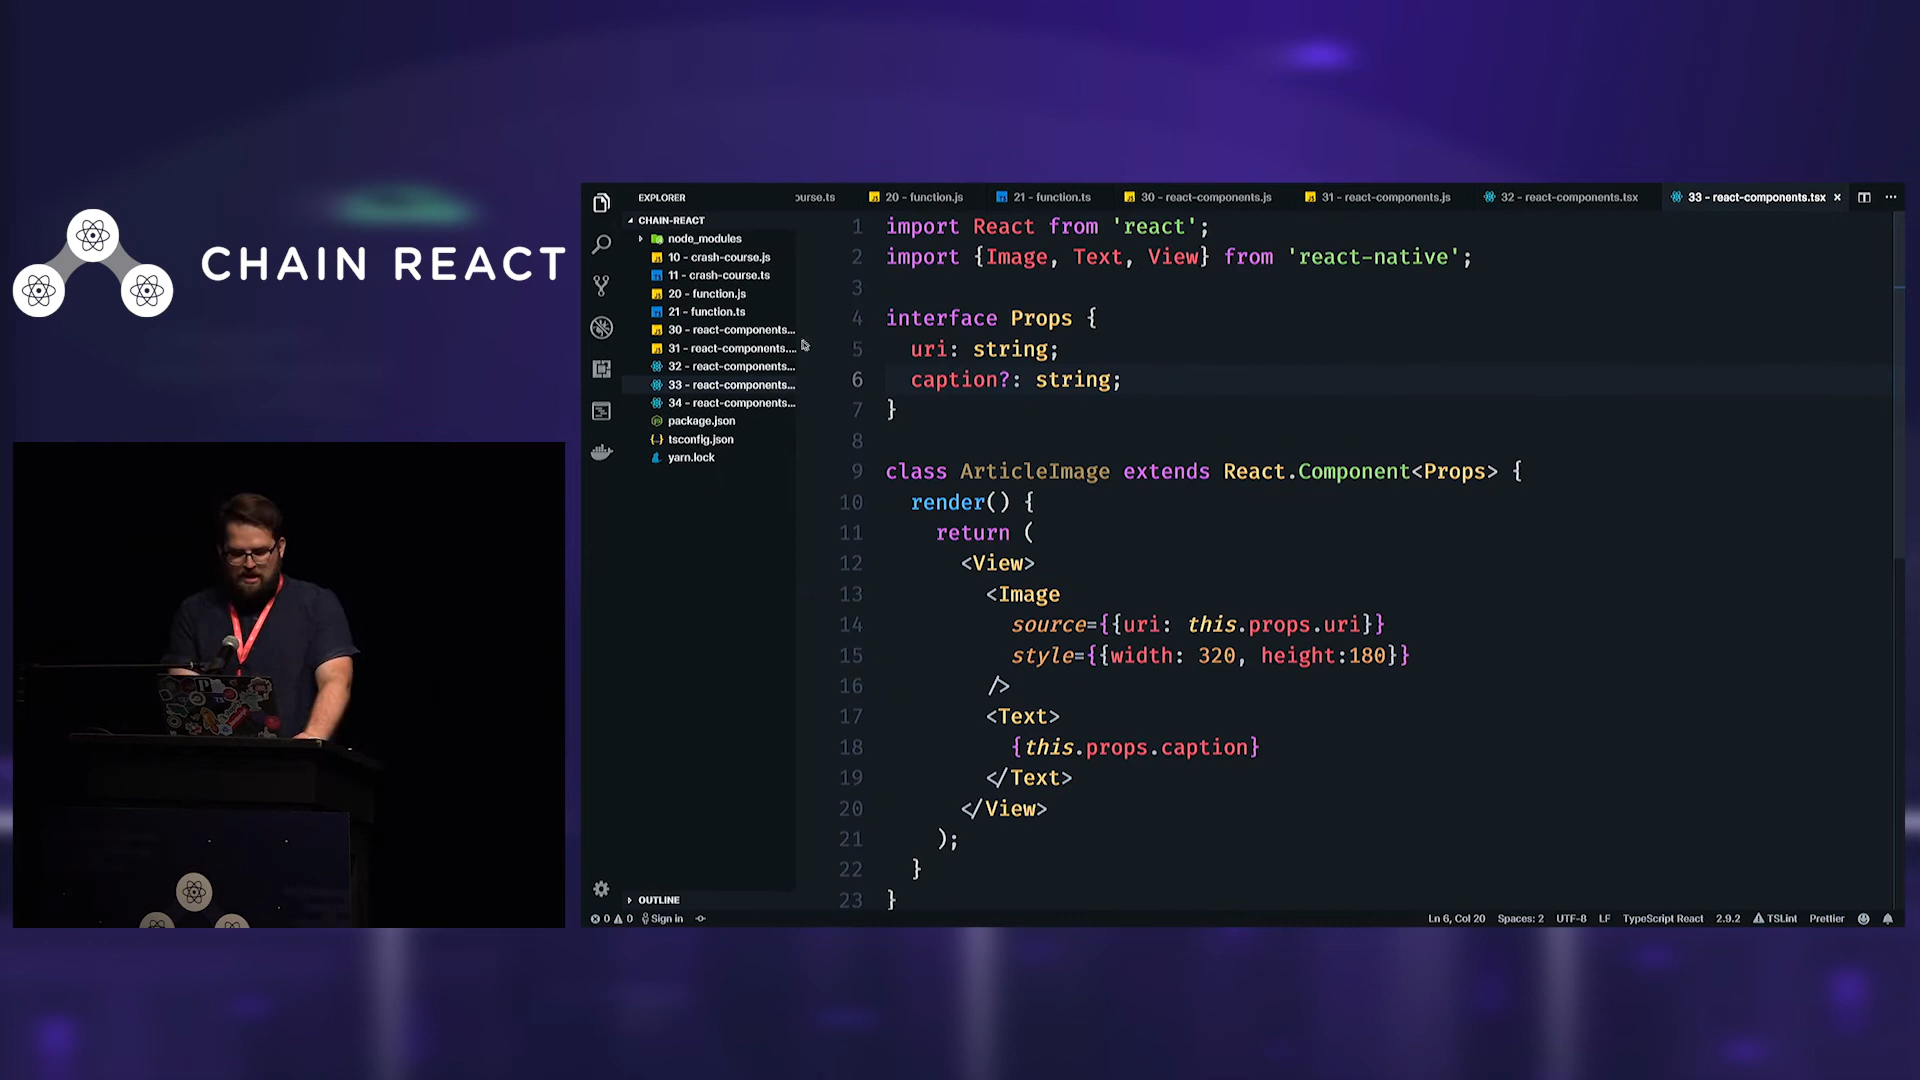 CHAIN REACT
EXPLORER
CHAIN-REACT
node_modules
10 - crash-course.js
11 - crash-course.ts
20 - function.js
21 - function.ts
30 - react-components...
31 - react-components....
32 - react-components...
33 - react-components...
34 - react-components...
package.json
tsconfig.json
yarn.lock
OUTLINE
ourse.ts
20 - function.js
21 - function.ts
30 - react-components.js
31 - react-components.js
32 - react-components.tsx
33 - react-components.tsx
1 import React from 'react';
2 import {Image, Text, View} from 'react-native';
3
4 interface Props {
5 uri: string;
6 caption?: string;
7 }
8
9 class ArticleImage extends React.Component<Props> {
10 render() {
11 return (
12 <View>
13 <Image
14 source={{uri: this.props.uri}}
15 style={{width: 320, height:180}}
16 />
17 <Text>
18 {this.props.caption}
19 </Text>
20 </View>
21 );
22 }
23 }
0 0 Sign in
Ln 6, Col 20 Spaces: 2 UTF-8 LF TypeScript React 2.9.2 TSLint Prettier